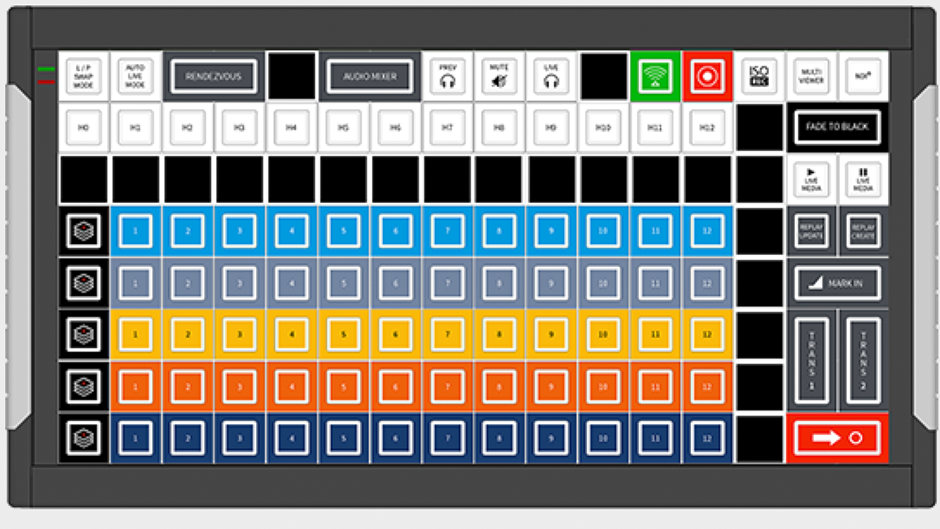 L / P SWAP MODE
AUTO LIVE MODE
RENDEZVOUS
AUDIO MIXER
PREV
MUTE
LIVE
ISO
REC
MULTI VIEWER
NDI®
H0 H1 H2 H3 H4 H5 H6 H7 H8 H9 H10 H11 H12
FADE TO BLACK
LIVE MEDIA
LIVE MEDIA
1 2 3 4 5 6 7 8 9 10 11 12
REPLAY UPDATE
REPLAY CREATE
1 2 3 4 5 6 7 8 9 10 11 12
MARK IN
1 2 3 4 5 6 7 8 9 10 11 12
TRANS 1
TRANS 2
1 2 3 4 5 6 7 8 9 10 11 12
1 2 3 4 5 6 7 8 9 10 11 12